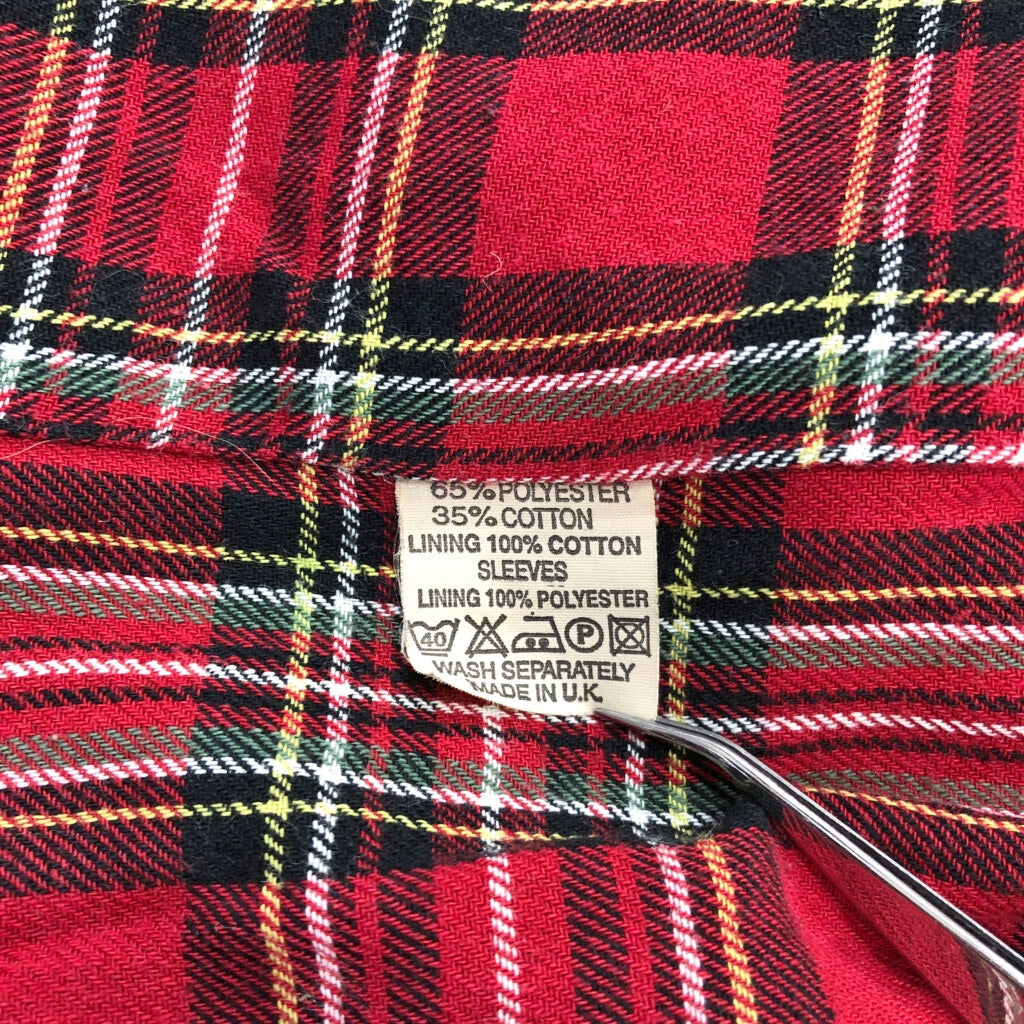 65% POLYESTER
35% COTTON
LINING 100% COTTON
SLEEVES
LINING 100% POLYESTER
40 P
WASH SEPARATELY
MADE IN U.K.